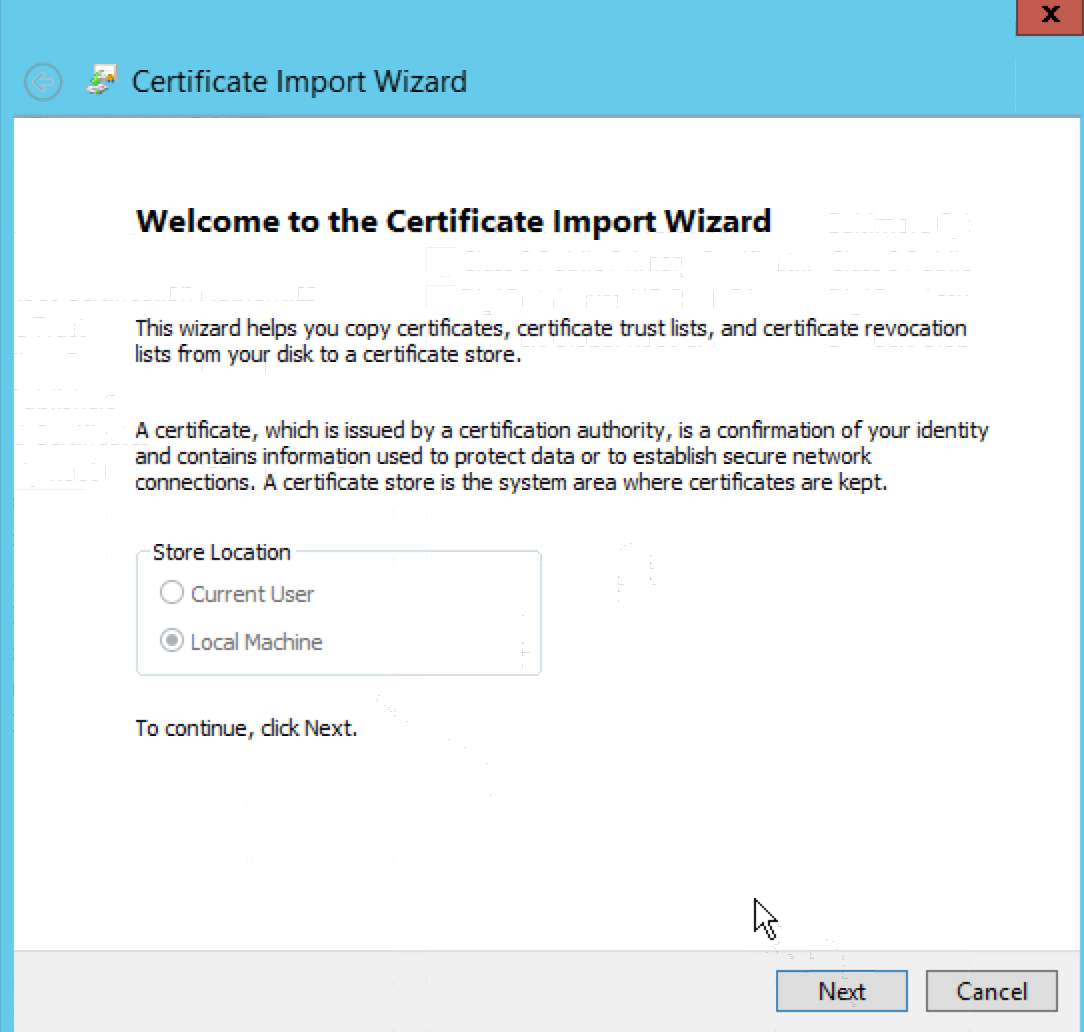 Certificate Import Wizard
Welcome to the Certificate Import Wizard
This wizard helps you copy certificates, certificate trust lists, and certificate revocation
lists from your disk to a certificate store.
A certificate, which is issued by a certification authority, is a confirmation of your identity
and contains information used to protect data or to establish secure network
connections. A certificate store is the system area where certificates are kept.
Store Location
Current User
Local Machine
To continue, click Next.
Next
Cancel